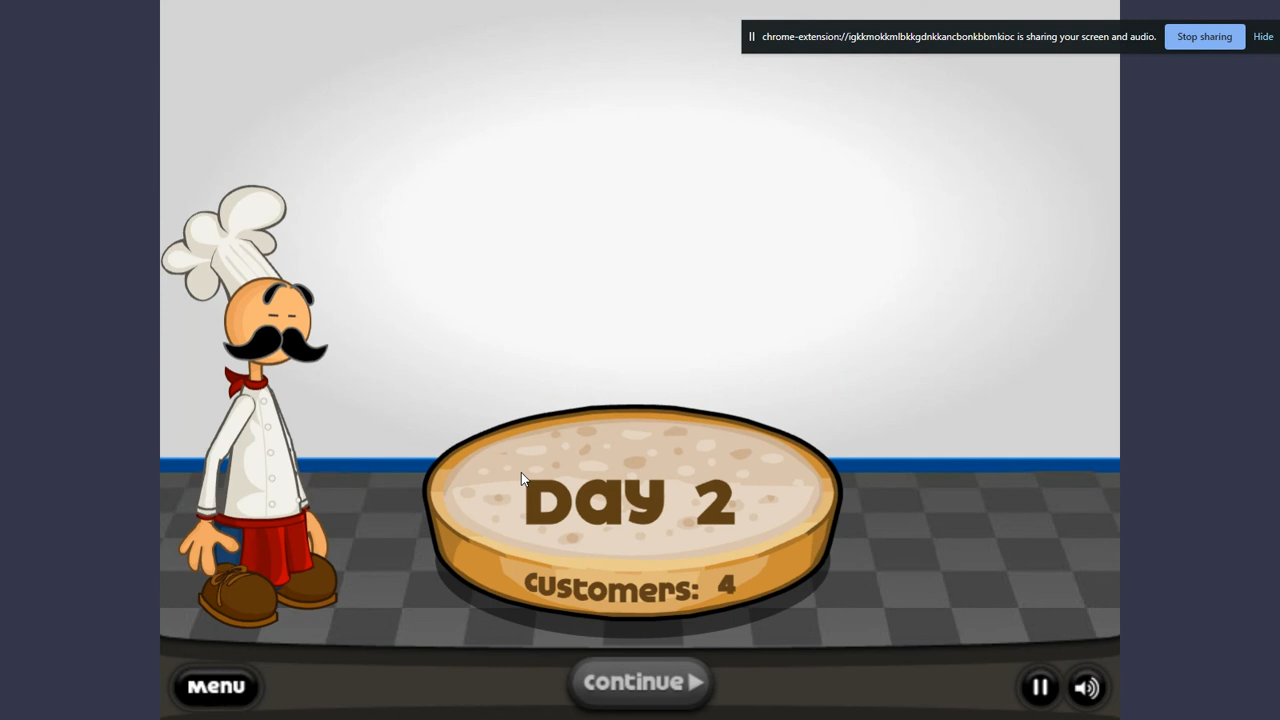 chrome-extension://igkkmokkmlbkkgdnkkancbonkbbmkioc is sharing your screen and audio.
Stop sharing
Hide
Day 2
Customers: 4
Menu
Continue